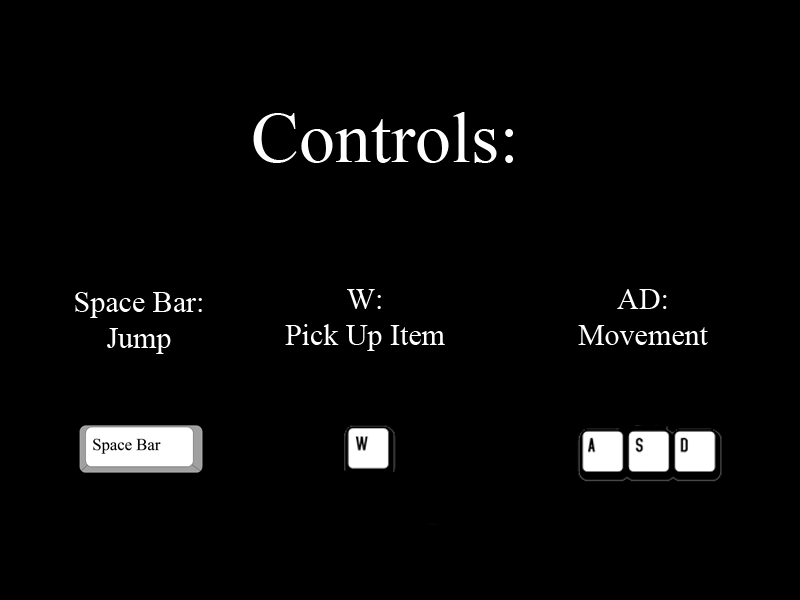 Controls:
Space Bar:
Jump
W:
Pick Up Item
AD:
Movement
Space Bar
W
A S D